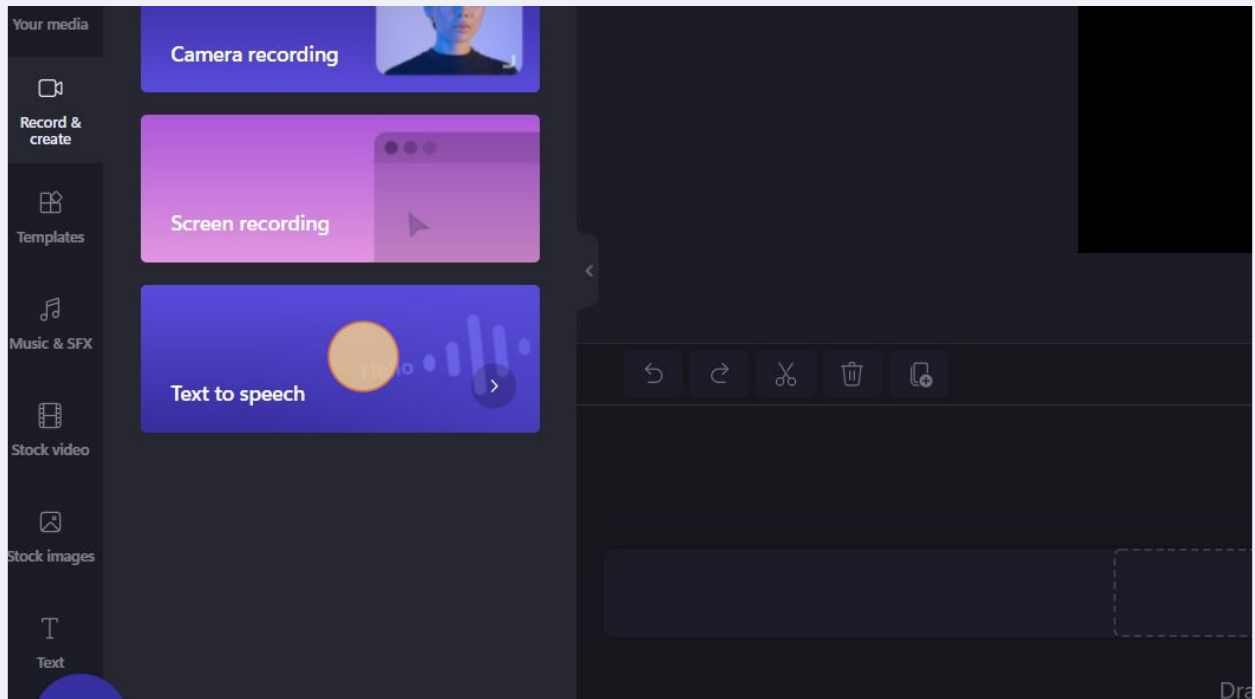 Your media
Camera recording
Record &
create
Screen recording
Templates
Music & SFX
Text to speech
Stock video
Stock images
Text